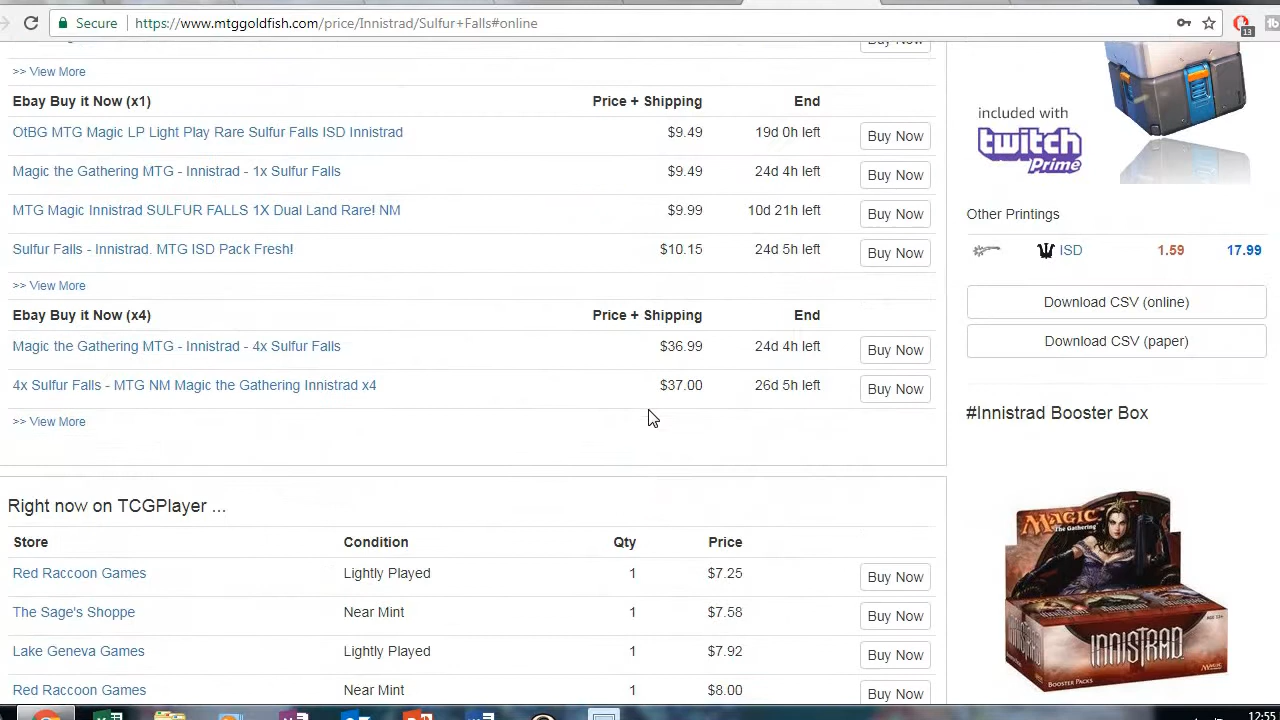 https://www.mtggoldfish.com/price/Innistrad/Sulfur+Falls#online
Secure
13
>> View More
Buy Now
Ebay Buy it Now (x1) Price + Shipping End
OtBG MTG Magic LP Light Play Rare Sulfur Falls ISD Innistrad $9.49 19d 0h left Buy Now
Magic the Gathering MTG - Innistrad - 1x Sulfur Falls $9.49 24d 4h left Buy Now
MTG Magic Innistrad SULFUR FALLS 1X Dual Land Rare! NM $9.99 10d 21h left Buy Now
Sulfur Falls - Innistrad. MTG ISD Pack Fresh! $10.15 24d 5h left Buy Now
>> View More
Ebay Buy it Now (x4) Price + Shipping End
Magic the Gathering MTG - Innistrad - 4x Sulfur Falls $36.99 24d 4h left Buy Now
4x Sulfur Falls - MTG NM Magic the Gathering Innistrad x4 $37.00 26d 5h left Buy Now
>> View More
Right now on TCGPlayer ...
Store Condition Qty Price
Red Raccoon Games Lightly Played 1 $7.25 Buy Now
The Sage's Shoppe Near Mint 1 $7.58 Buy Now
Lake Geneva Games Lightly Played 1 $7.92 Buy Now
Red Raccoon Games Near Mint 1 $8.00 Buy Now
included with
twitch
Prime
Other Printings
ISD 1.59 17.99
Download CSV (online)
Download CSV (paper)
#Innistrad Booster Box
MAGIC
The Gathering
INNISTRAD
BOOSTER PACKS
12:55